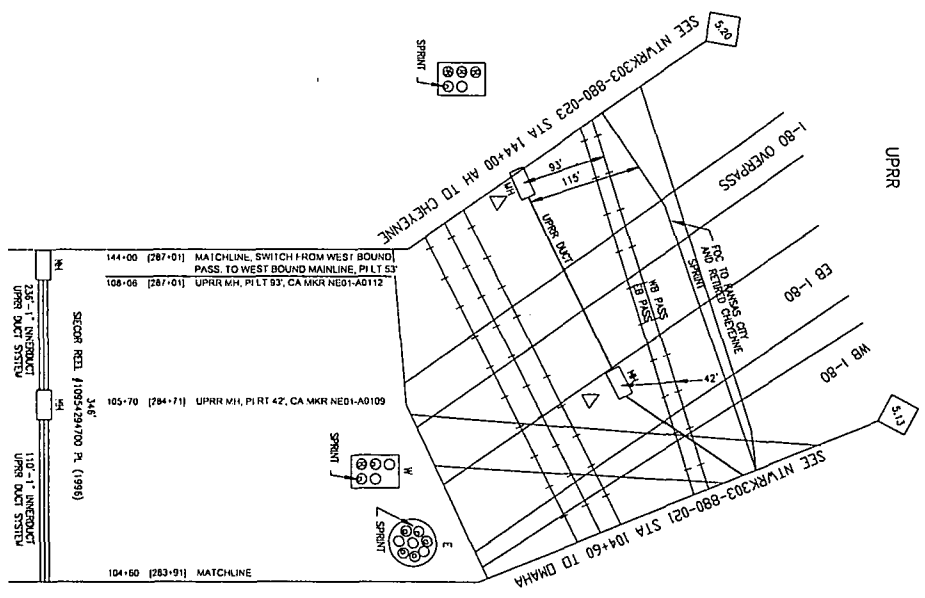 UPRR
5.20
SEE NTWRK303-880-023 STA 144+00 AH TO CHEYENNE
SPRINT
I-80 OVERPASS
EB I-80
WB I-80
93'
115'
MH
UPRR DUCT
WB PASS
EB PASS
FOC TO KANSAS CITY
AND RETIRED CHEYENNE
SPRINT
MH
42'
5.13
SEE NTWRK303-880-021 STA 104+60 TO OMAHA
144+00 [287+01] MATCHLINE, SWITCH FROM WEST BOUND
PASS. TO WEST BOUND MAINLINE, PI LT 53'
108+06 [287+01] UPRR MH, PI LT 93', CA MKR NE01-A0112
105+70 [284+71] UPRR MH, PI RT 42', CA MKR NE01-A0109
104+60 [283+91] MATCHLINE
MH
236'-1" INNERDUCT
UPRR DUCT SYSTEM
MH
346'
SECOR REEL #10954294700 PL (1996)
110'-1" INNERDUCT
UPRR DUCT SYSTEM
SPRINT
W
SPRINT
E